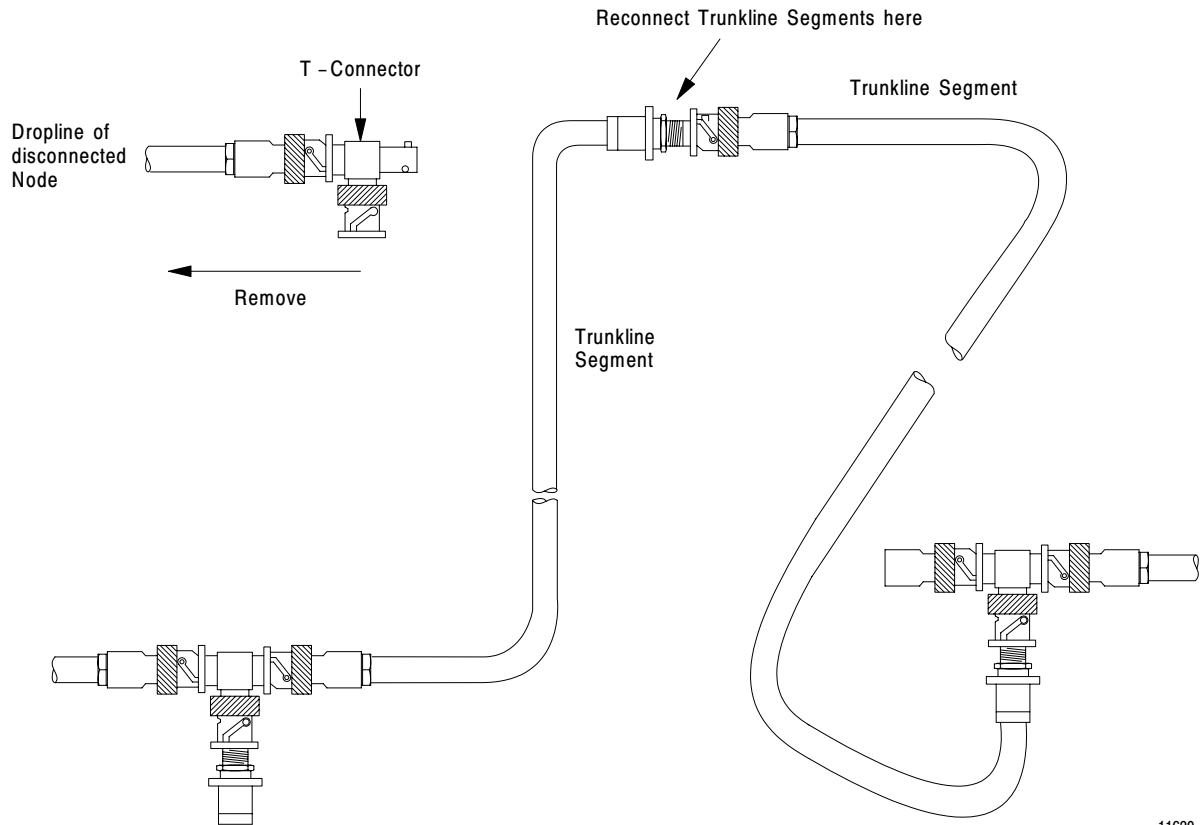 Reconnect Trunkline Segments here
T - Connector
Trunkline Segment
Dropline of
disconnected
Node
Remove
Trunkline
Segment